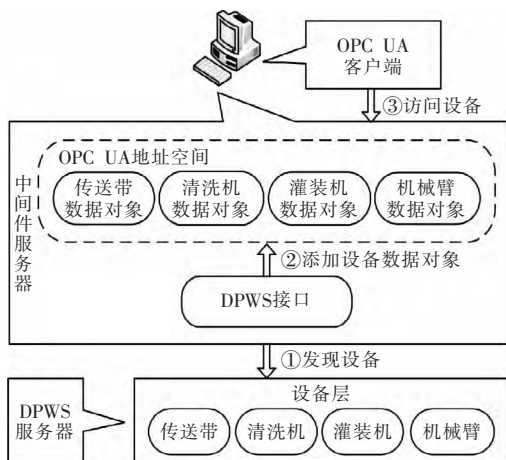 OPC UA
客户端
③访问设备
中间件服务器
OPC UA地址空间
传送带
数据对象
清洗机
数据对象
灌装机
数据对象
机械臂
数据对象
②添加设备数据对象
DPWS接口
①发现设备
DPWS
服务器
设备层
传送带
清洗机
灌装机
机械臂